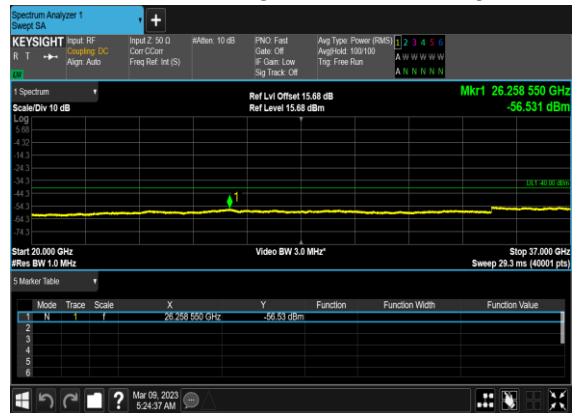 Spectrum Analyzer 1
Swept SA
+
KEYSIGHT Input: RF Input Z: 50 Ω #Atten: 10 dB PNO: Fast Avg Type: Power (RMS) 1 2 3 4 5 6
R T Coupling: DC Corr CCorr Gate: Off Avg|Hold: 100/100 A W W W W W
Align: Auto Freq Ref: Int (S) IF Gain: Low Trig: Free Run
Sig Track: Off A N N N N N
1 Spectrum Ref Lvl Offset 15.68 dB Mkr1 26.258 550 GHz
Scale/Div 10 dB Ref Level 15.68 dBm -56.531 dBm
Log
5.68
-4.32
-14.3
-24.3
-34.3
DL1 -40.00 dBm
-44.3
1
-54.3
-64.3
-74.3
Start 20.000 GHz Video BW 3.0 MHz* Stop 37.000 GHz
#Res BW 1.0 MHz Sweep 29.3 ms (40001 pts)
5 Marker Table
Mode Trace Scale X Y Function Function Width Function Value
1 N 1 f 26.258 550 GHz -56.53 dBm
2
3
4
5
6
? Mar 09, 2023
5:24:37 AM